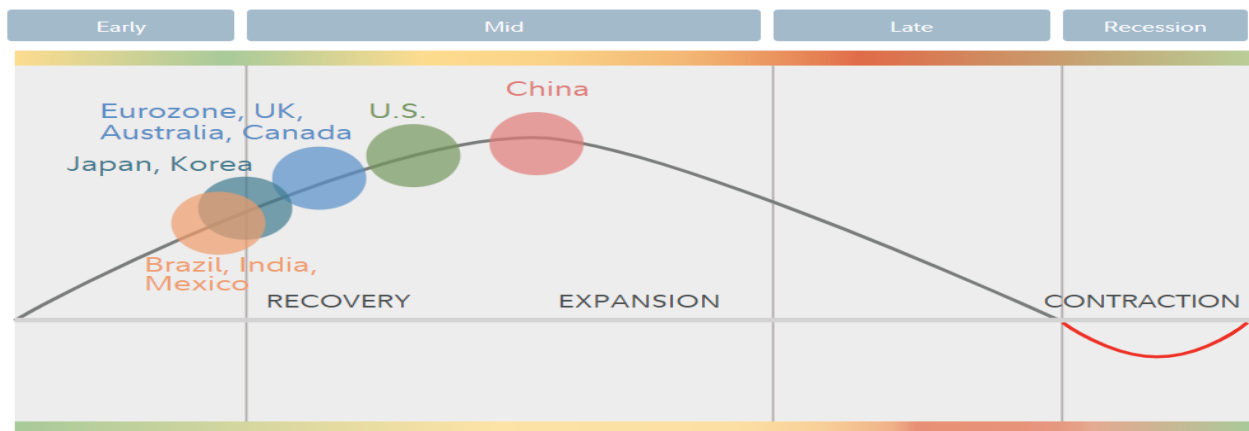 Early
Mid
Late
Recession
China
Eurozone, UK,
Australia, Canada
U.S.
Japan, Korea
Brazil, India,
Mexico
RECOVERY
EXPANSION
CONTRACTION